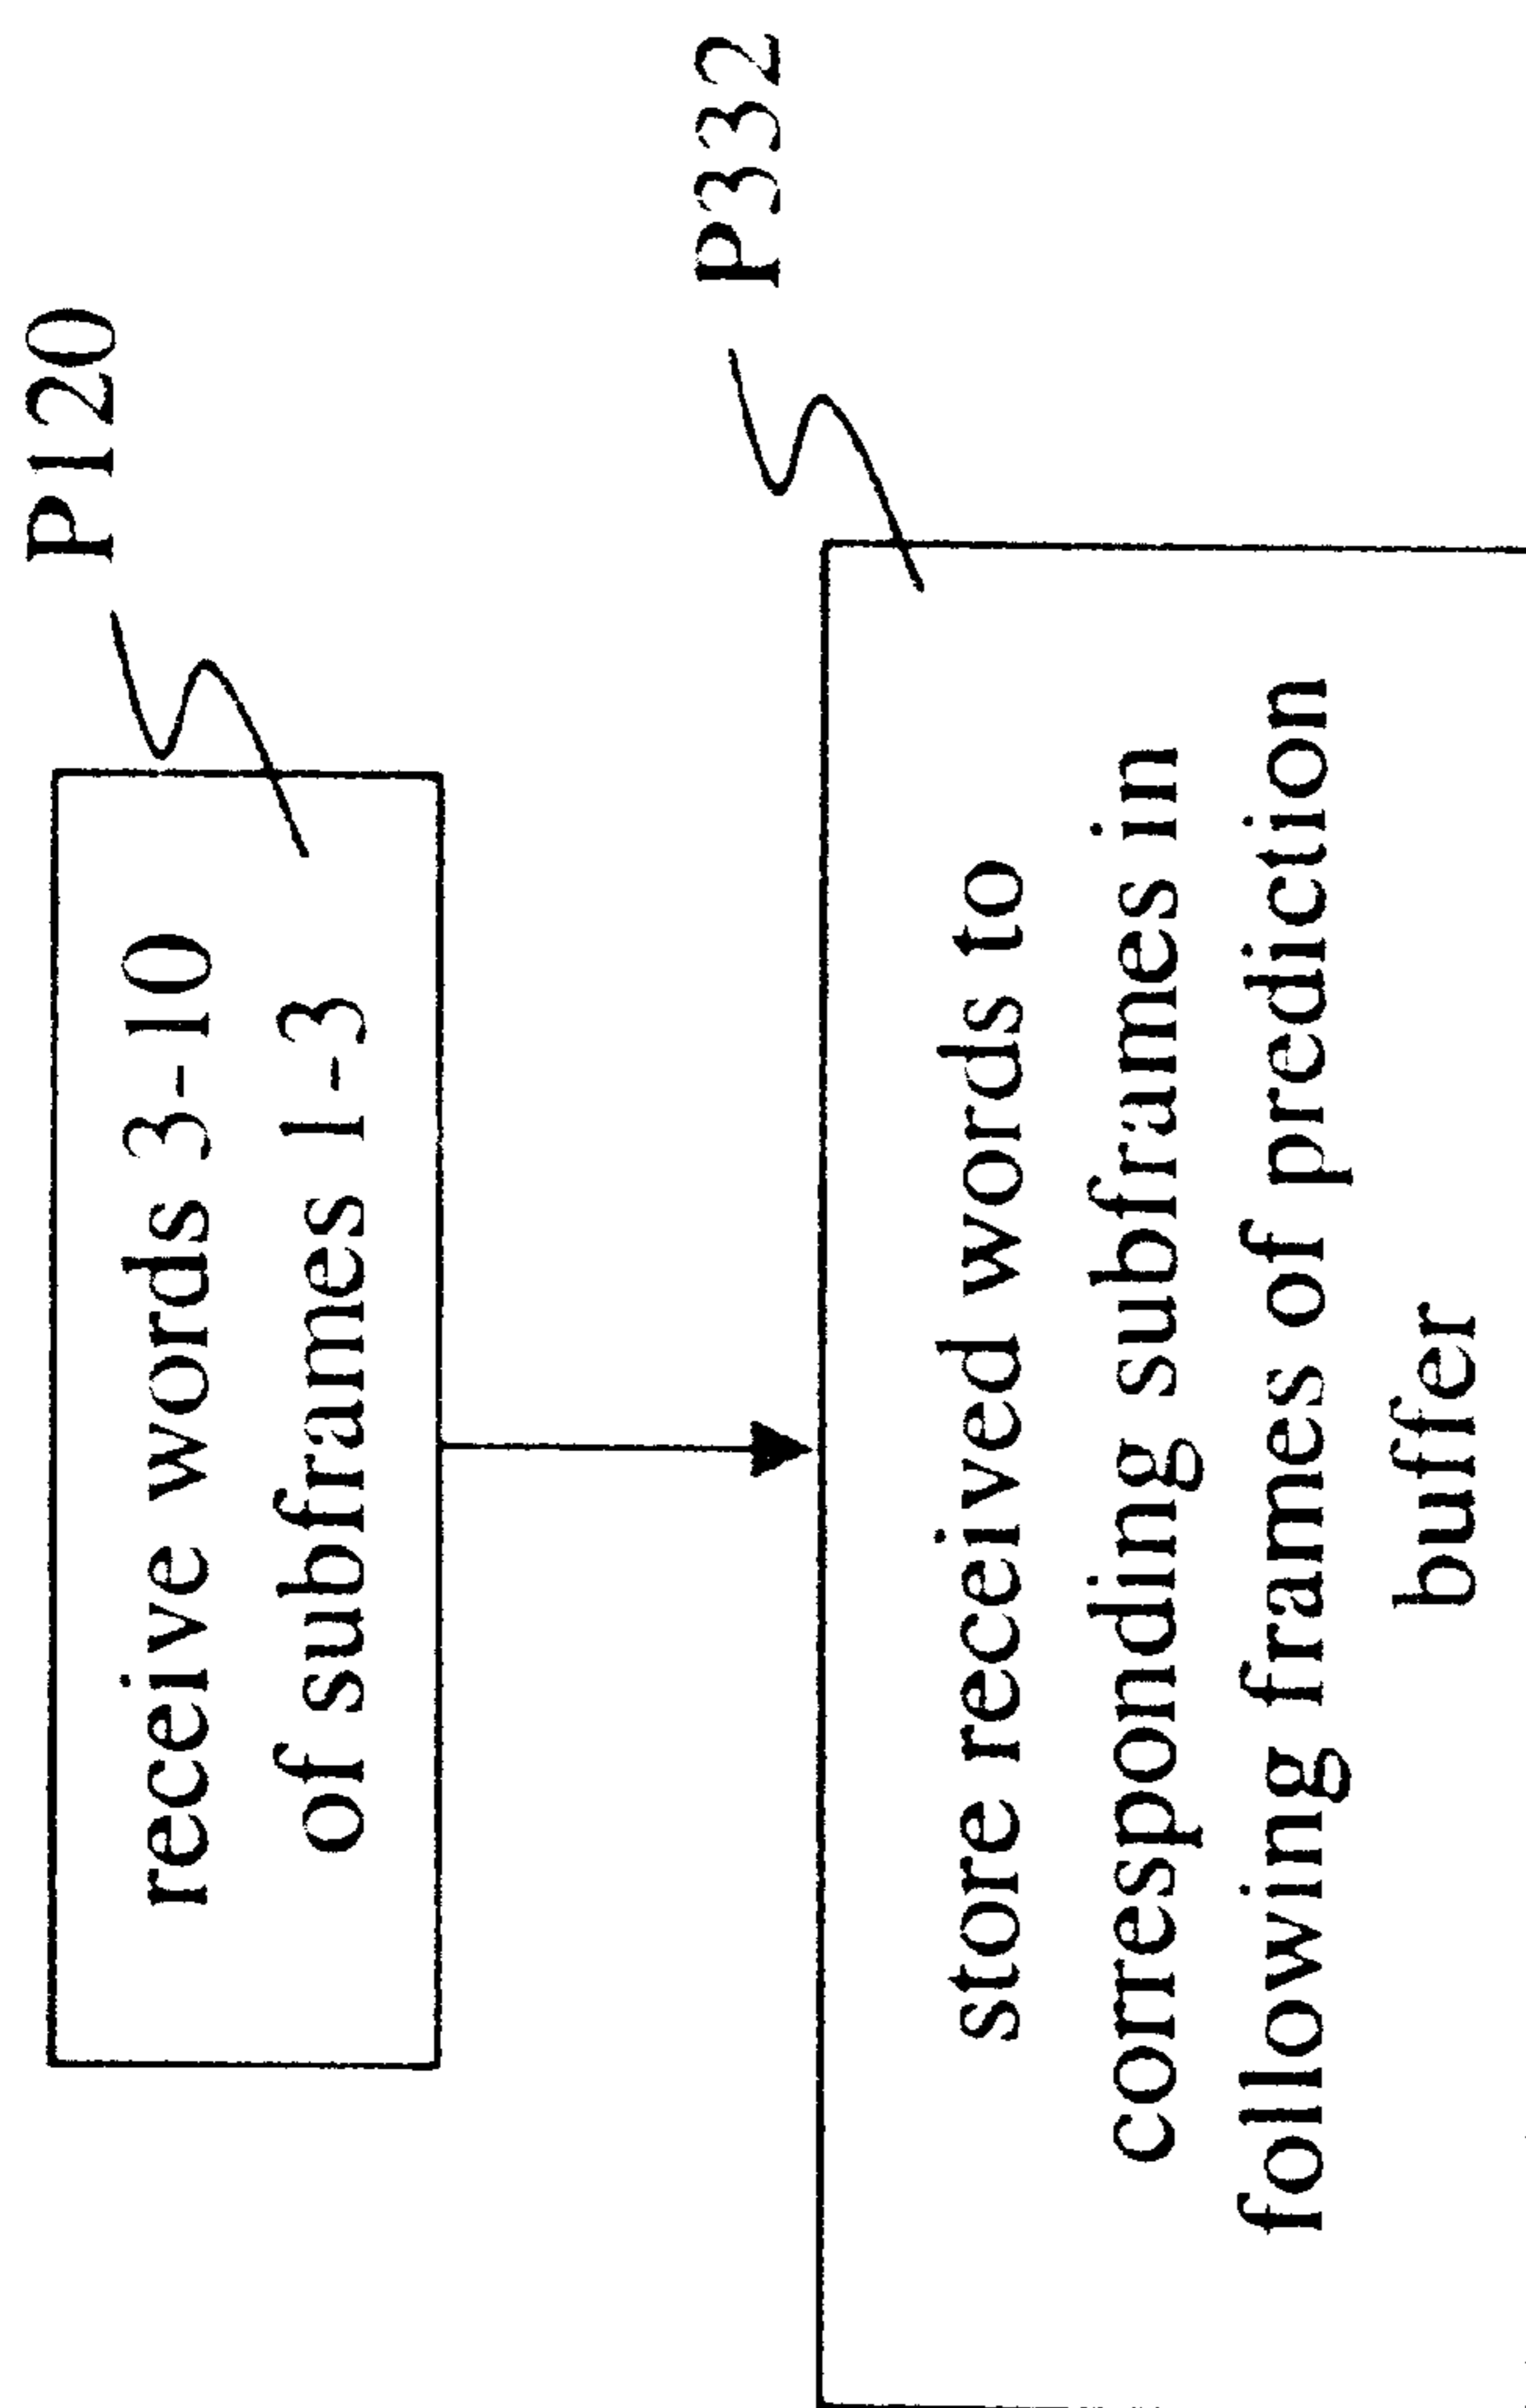 P120
receive words 3-10
of subframes 1-3
P332
store received words to
corresponding subframes in
following frames of prediction
buffer